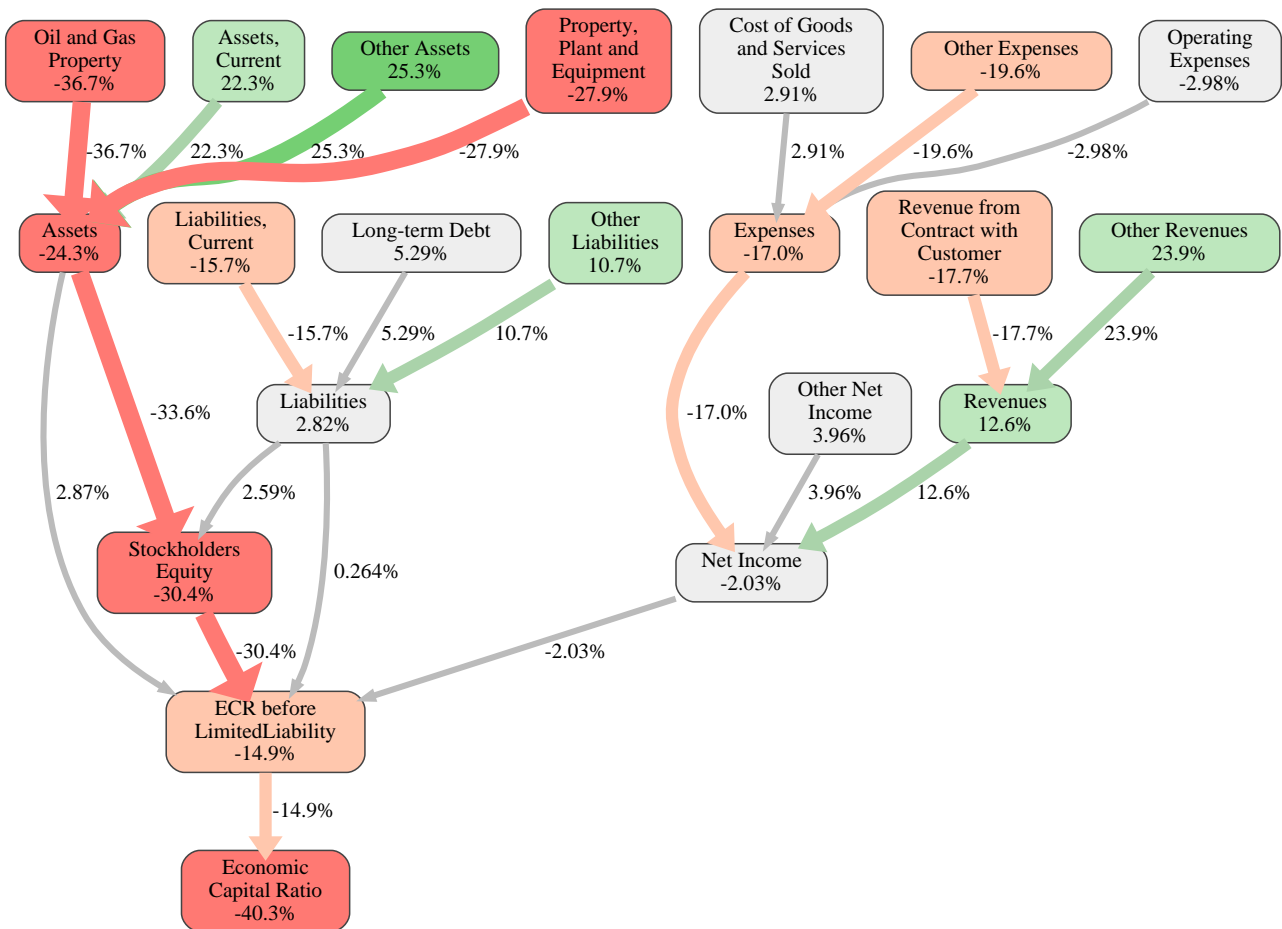 Oil and Gas
Property
-36.7%
Assets,
Current
22.3%
Other Assets
25.3%
Property,
Plant and
Equipment
-27.9%
Cost of Goods
and Services
Sold
2.91%
Other Expenses
-19.6%
Operating
Expenses
-2.98%
-36.7%
22.3%
25.3%
-27.9%
2.91%
-19.6%
-2.98%
Assets
-24.3%
Liabilities,
Current
-15.7%
Long-term Debt
5.29%
Other
Liabilities
10.7%
Expenses
-17.0%
Revenue from
Contract with
Customer
-17.7%
Other Revenues
23.9%
-15.7%
5.29%
10.7%
-17.7%
23.9%
-33.6%
Liabilities
2.82%
-17.0%
Other Net
Income
3.96%
Revenues
12.6%
2.87%
2.59%
3.96%
12.6%
Stockholders
Equity
-30.4%
0.264%
Net Income
-2.03%
-30.4%
-2.03%
ECR before
LimitedLiability
-14.9%
-14.9%
Economic
Capital Ratio
-40.3%